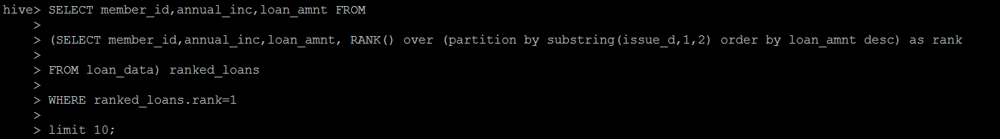 hive> SELECT member_id,annual_inc,loan_amnt FROM
    >
    > (SELECT member_id,annual_inc,loan_amnt, RANK() over (partition by substring(issue_d,1,2) order by loan_amnt desc) as rank
    >
    > FROM loan_data) ranked_loans
    >
    > WHERE ranked_loans.rank=1
    >
    > limit 10;